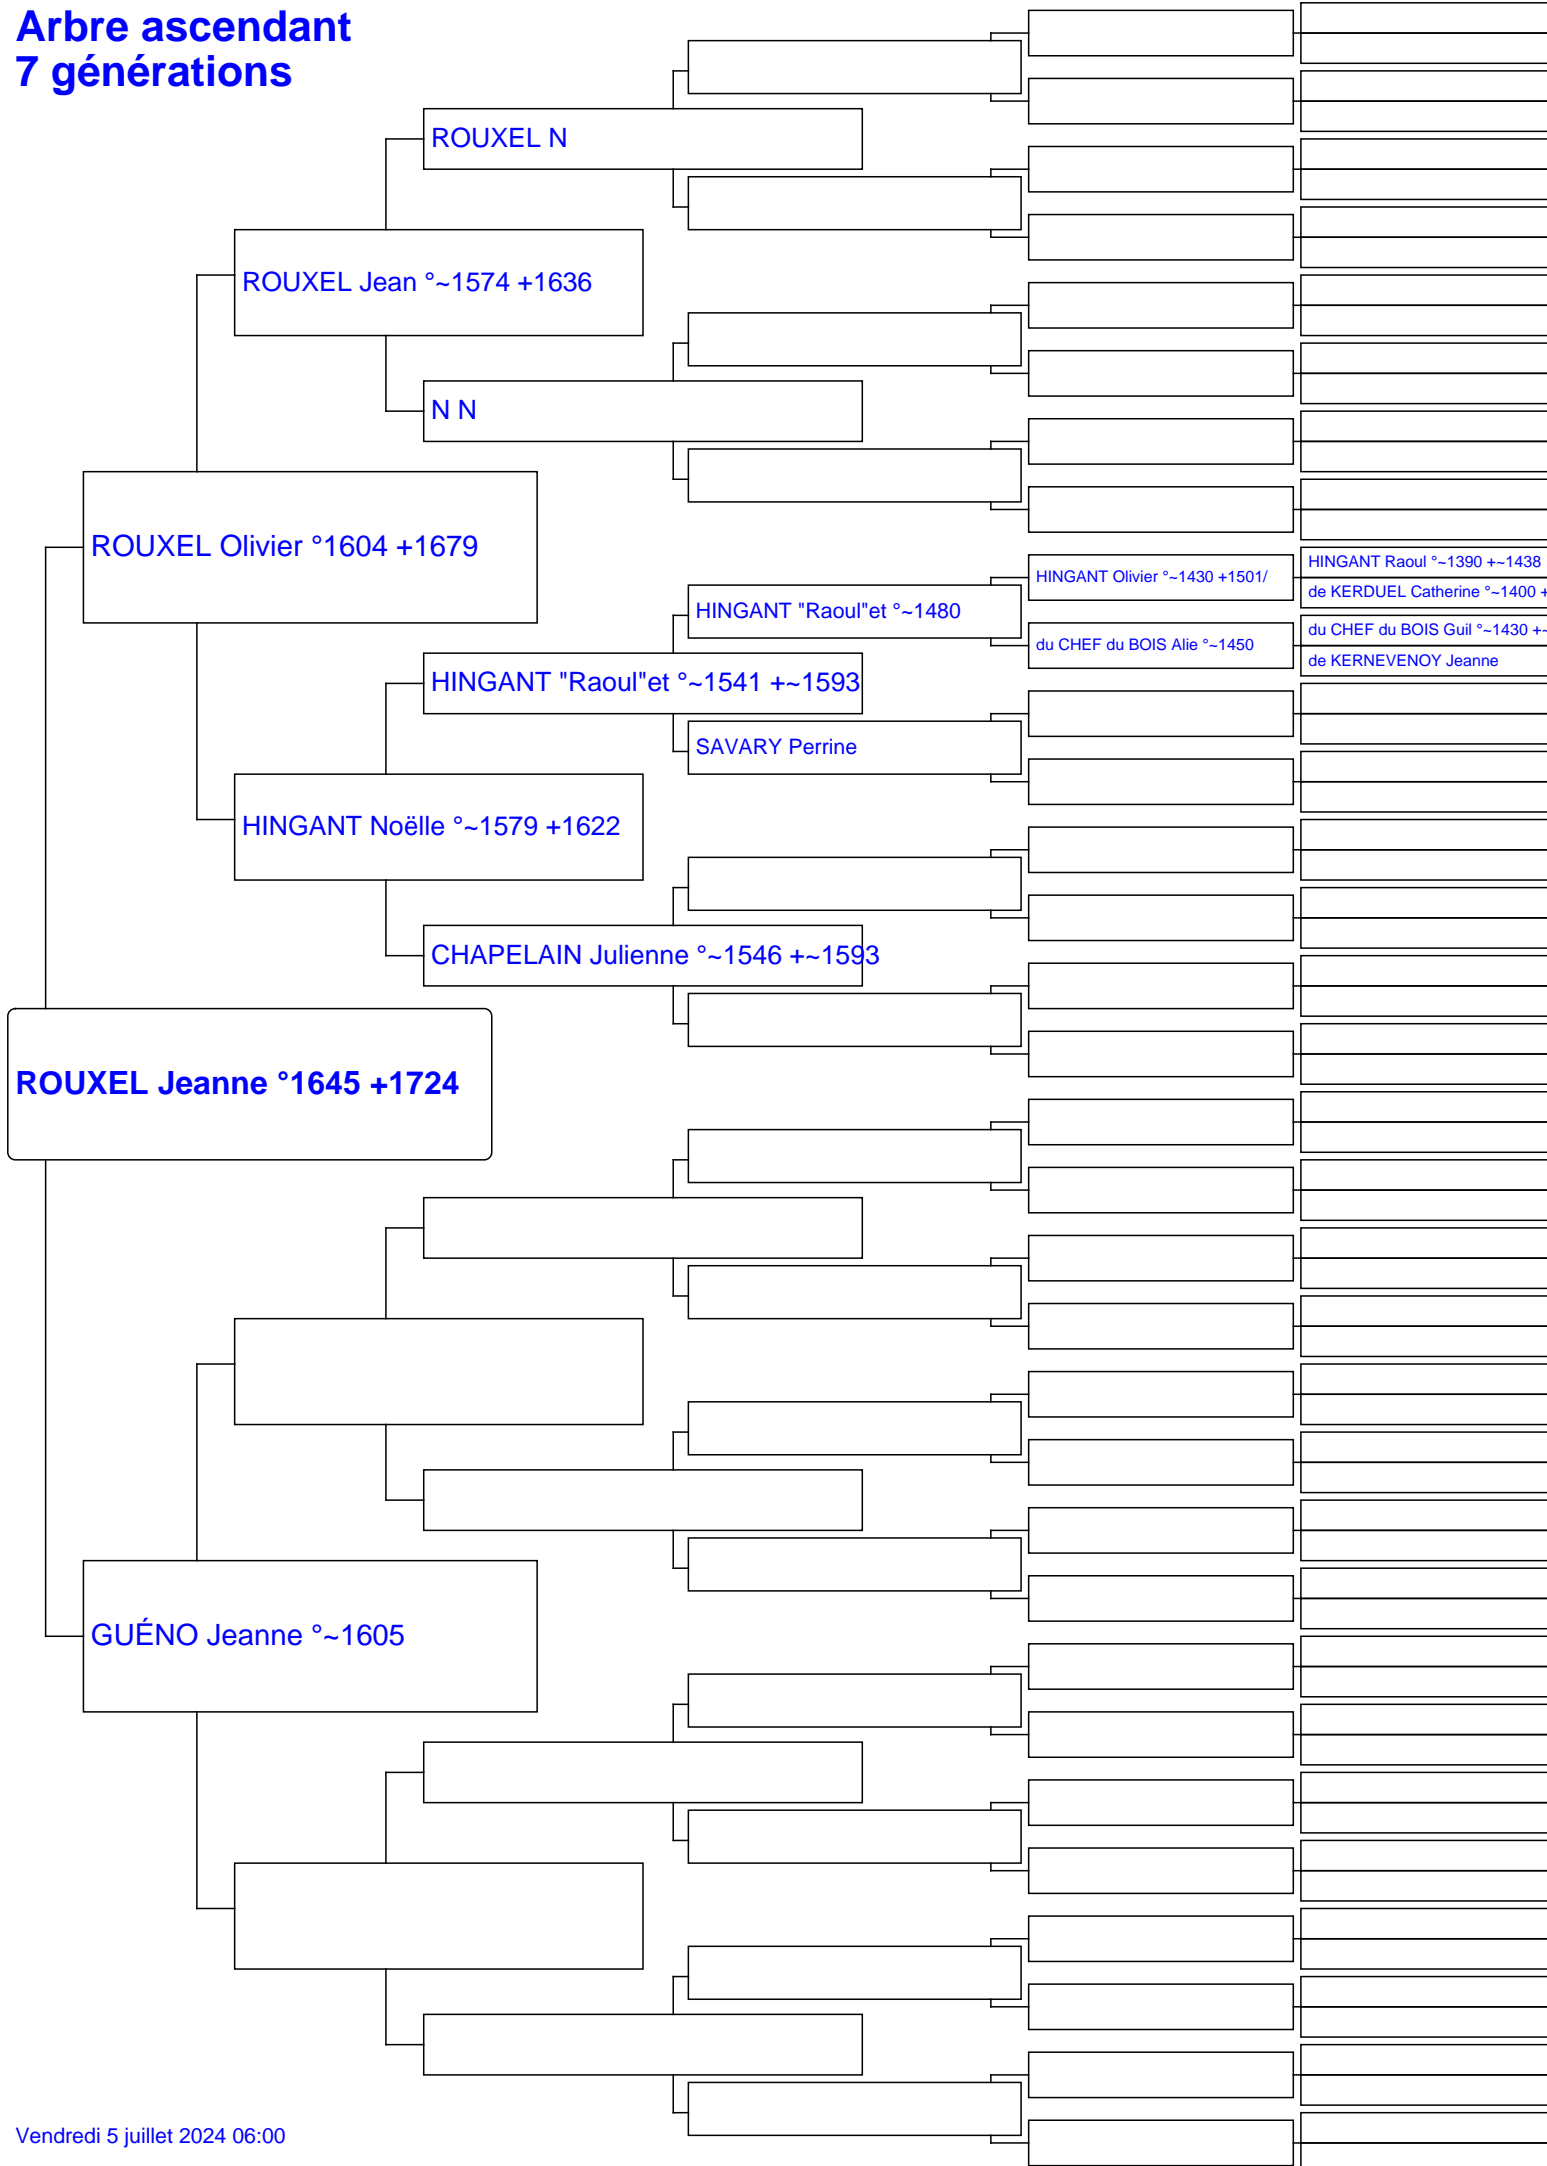 Arbre ascendant
7 générations
ROUXEL N
ROUXEL Jean °~1574 +1636
N N
ROUXEL Olivier °1604 +1679
HINGANT Raoul °~1390 +~1438
HINGANT Olivier °~1430 +1501/
de KERDUEL Catherine °~1400 +
HINGANT "Raoul"et °~1480
du CHEF du BOIS Guil °~1430 +~
du CHEF du BOIS Alie °~1450
de KERNEVENOY Jeanne
HINGANT "Raoul"et °~1541 +~1593
SAVARY Perrine
HINGANT Noëlle °~1579 +1622
CHAPELAIN Julienne °~1546 +~1593
ROUXEL Jeanne °1645 +1724
GUÉNO Jeanne °~1605
Vendredi 5 juillet 2024 06:00